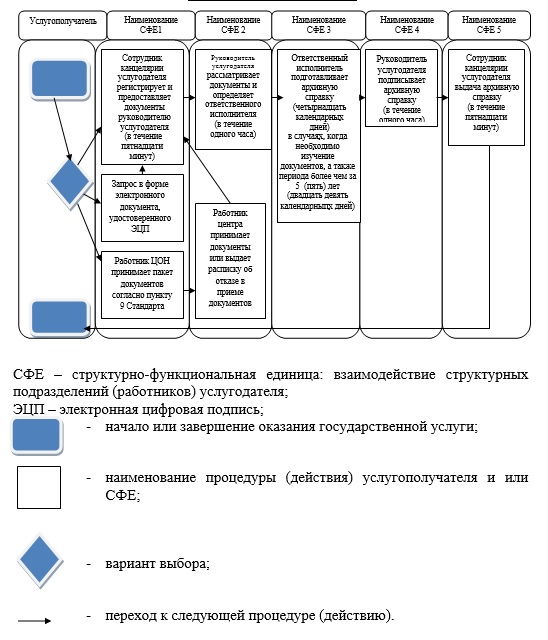 Услугополучатель
Наименование
СФЕ1
Наименование
СФЕ 2
Наименование
СФЕ 3
Наименование
СФЕ 4
Наименование
СФЕ 5
Сотрудник
канцелярии
услугодателя
регистрирует и
предоставляет
документы
руководителю
услугодателя
(в течение
пятнадцати
минут)
Руководитель
услугодателя
рассматривает
документы и
определяет
ответственного
исполнителя
(в течение
одного часа)
Ответственный
исполнитель
подготавливает
архивную
справку
(четырнадцать
календарных
дней)
в случаях, когда
необходимо
изучение
документов, а также
периода более чем за
5 (пять) лет
(двадцать девять
календарныцх дней)
Руководитель
услугодателя
подписывает
архивную
справку
(в течение
одного часа)
Сотрудник
канцелярии
услугодателя
выдача архивную
справку
(в течение
пятнадцати
минут)
Запрос в форме
электронного
документа,
удостоверенного
ЭЦП
Работник
центра
принимает
документы
или выдает
расписку об
отказе в
приеме
документов
Работник ЦОН
принимает пакет
документов
согласно пункту
9 Стандарта
СФЕ – структурно-функциональная единица: взаимодействие структурных
подразделений (работников) услугодателя;
ЭЦП – электронная цифровая подпись;
- начало или завершение оказания государственной услуги;
- наименование процедуры (действия) услугополучателя и или
СФЕ;
- вариант выбора;
- переход к следующей процедуре (действию).